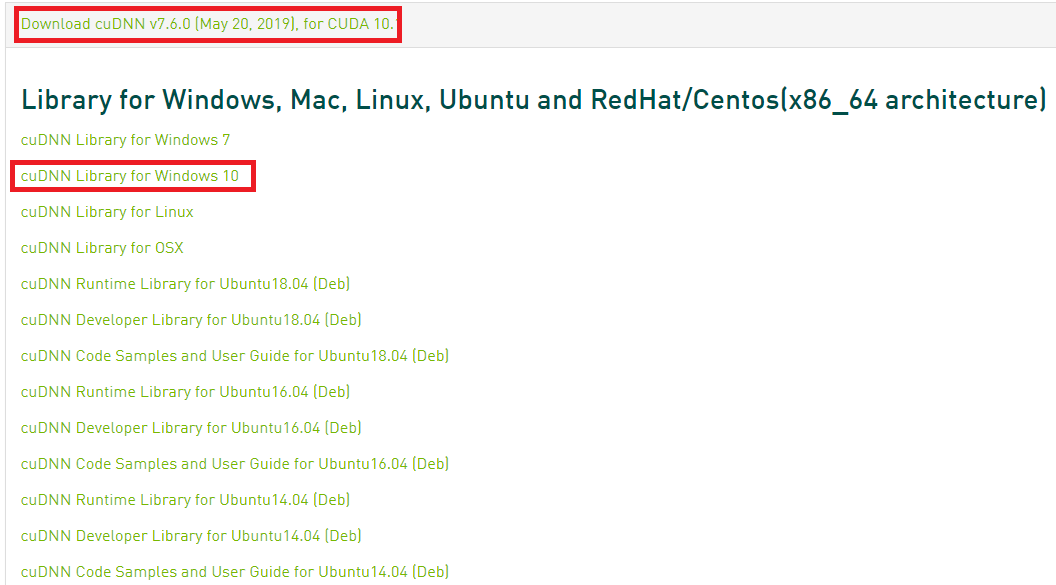 Download cuDNN v7.6.0 (May 20, 2019), for CUDA 10.
Library for Windows, Mac, Linux, Ubuntu and RedHat/Centos(x86_64 architecture)
cuDNN Library for Windows 7
cuDNN Library for Windows 10
cuDNN Library for Linux
cuDNN Library for OSX
cuDNN Runtime Library for Ubuntu18.04 (Deb)
cuDNN Developer Library for Ubuntu18.04 (Deb)
cuDNN Code Samples and User Guide for Ubuntu18.04 (Deb)
cuDNN Runtime Library for Ubuntu16.04 (Deb)
cuDNN Developer Library for Ubuntu16.04 (Deb)
cuDNN Code Samples and User Guide for Ubuntu16.04 (Deb)
cuDNN Runtime Library for Ubuntu14.04 (Deb)
cuDNN Developer Library for Ubuntu14.04 (Deb)
cuDNN Code Samples and User Guide for Ubuntu14.04 (Deb)